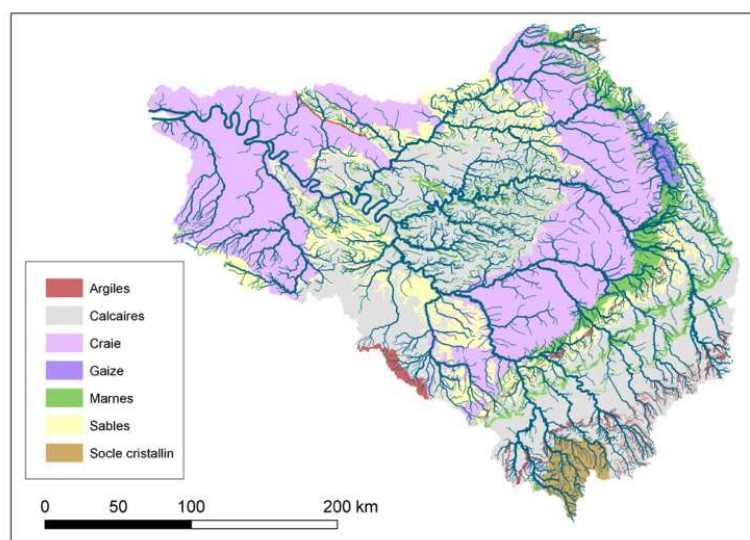 Argiles
Calcaires
Craie
Gaize
Marnes
Sables
Socle cristallin
0 50 100 200 km